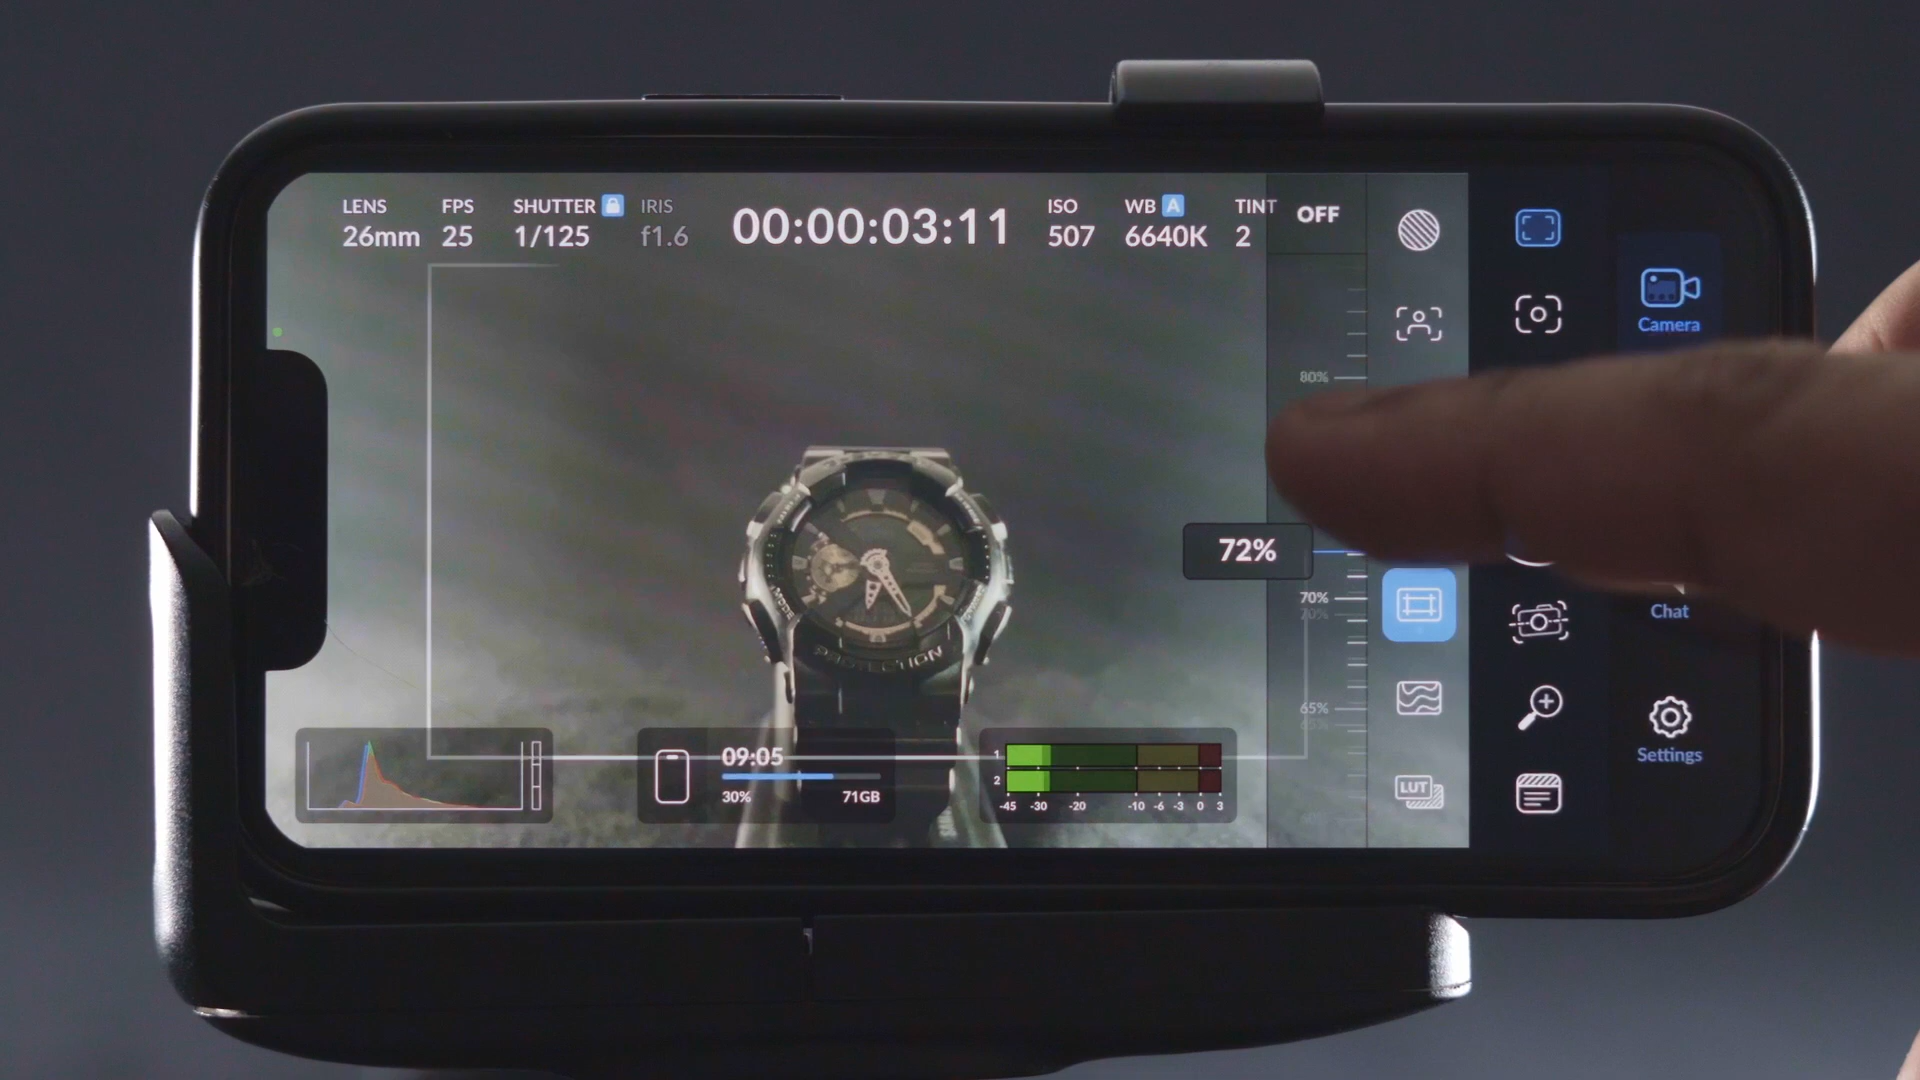 LENS FPS SHUTTER IRIS ISO WB A TINT
26mm 25 1/125 f1.6 00:00:03:11 507 6640K 2 OFF
Camera
80%
72%
70%
70%
Chat
65%
65%
PROTECTION
LUT
Settings
09:05
30% 71GB
1
2
-45 -30 -20 -10 -6 -3 0 3